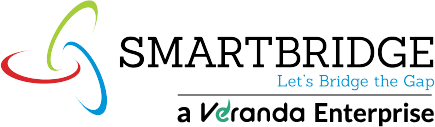 SMARTBRIDGE
Let's Bridge the Gap
a Veranda Enterprise